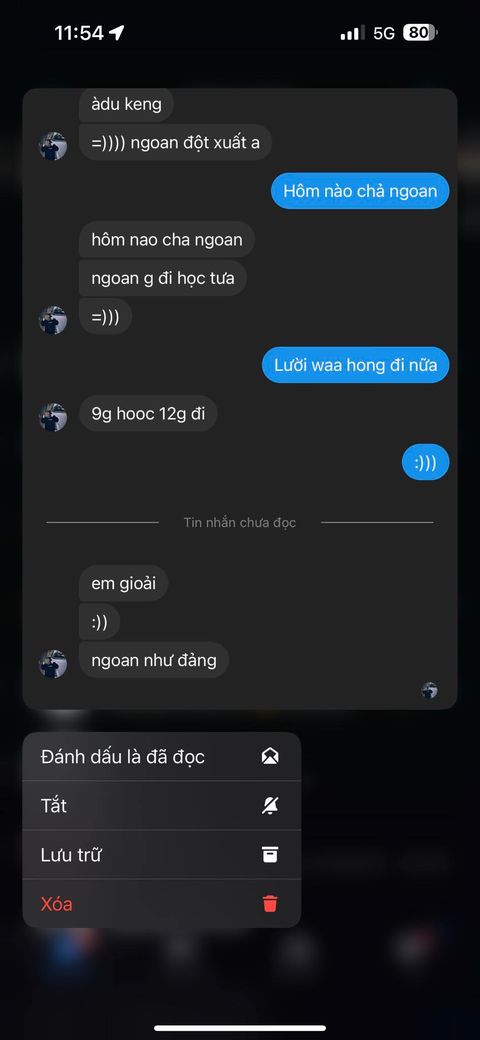 11:54
5G
80
àdu keng
=)))) ngoan đột xuất a
Hôm nào chả ngoan
hôm nao cha ngoan
ngoan g đi học tưa
=)))
Lười waa hong đi nữa
9g hooc 12g đi
:)))
Tin nhắn chưa đọc
em gioải
:))
ngoan như đảng
Đánh dấu là đã đọc
Tắt
Lưu trữ
Xóa